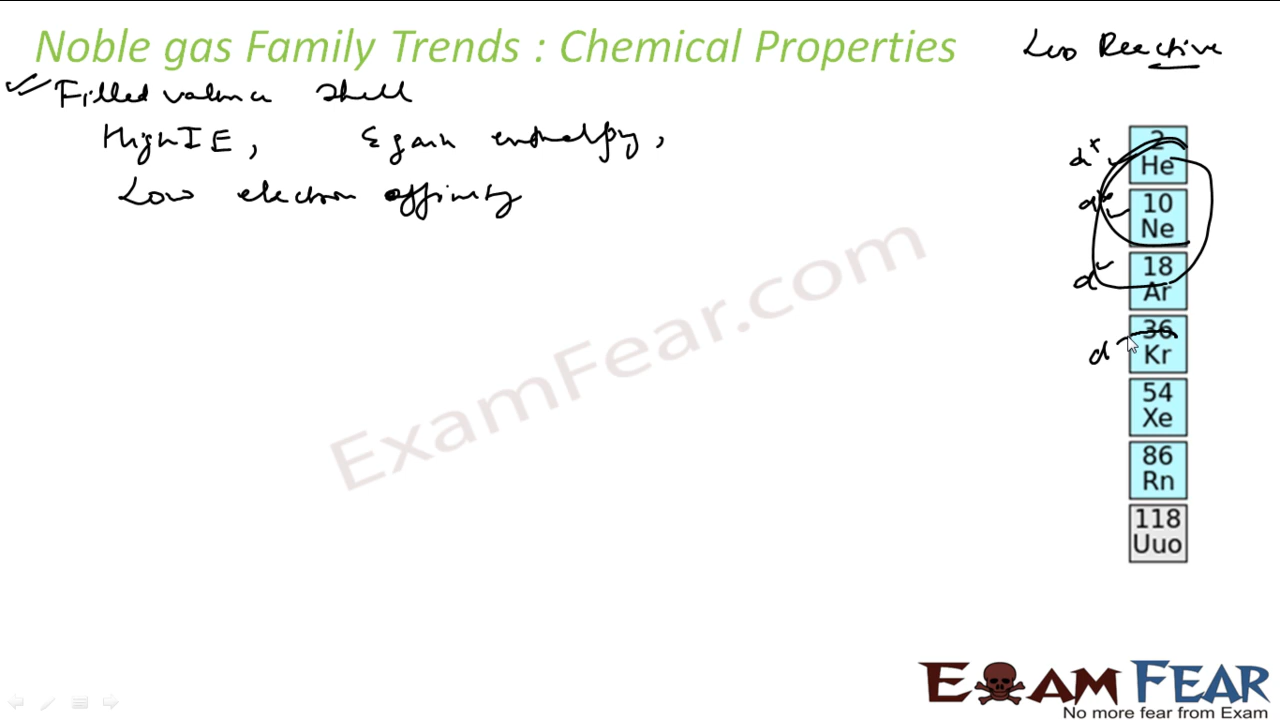 Noble gas Family Trends : Chemical Properties
Less Reactive
Filled valence shell
High IE, Σ gain enthalpy,
Low electron affinity
2
He
10
Ne
18
Ar
36
Kr
54
Xe
86
Rn
118
Uuo
d
d
d
d
ExamFear.com
EXAM FEAR
No more fear from Exam